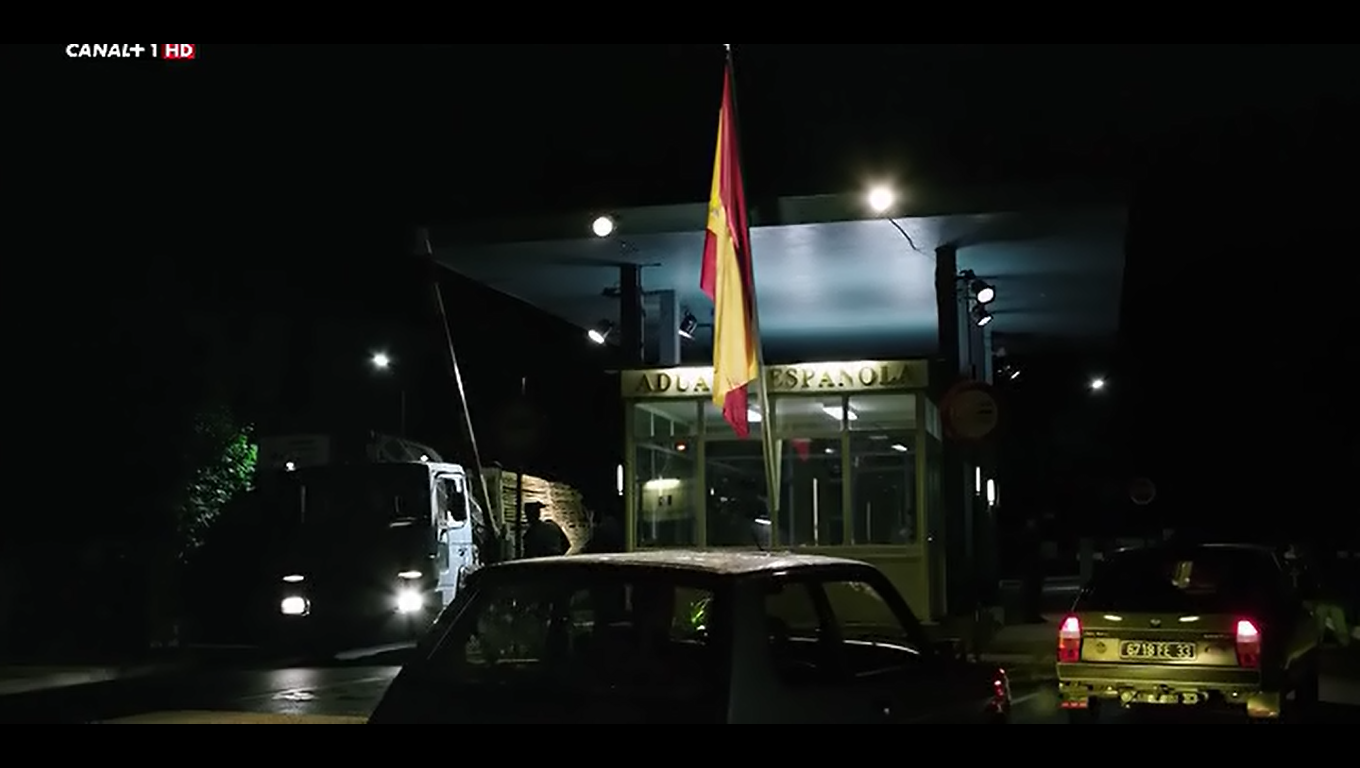 CANAL+ 1 HD
ADUA ESPAÑOLA
6718 FE 33